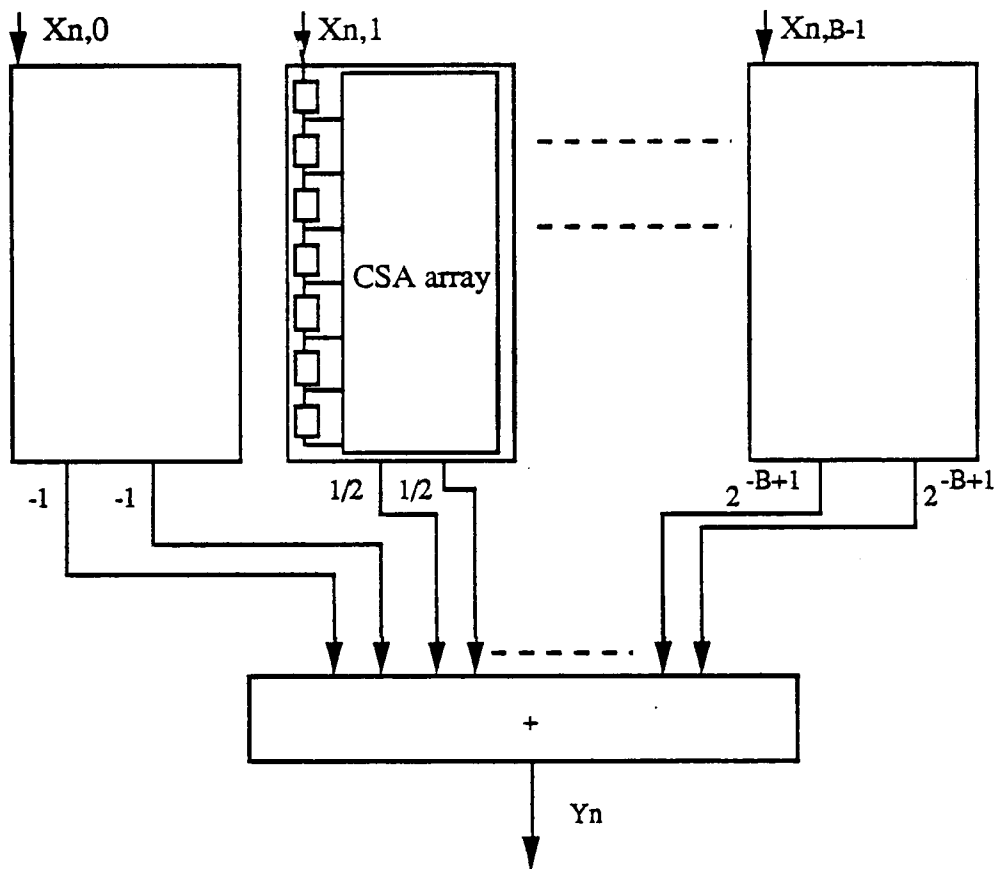 Xn,0
Xn,1
Xn,B-1
CSA array
-1
-1
1/2
1/2
2^-B+1
2^-B+1
+
Yn